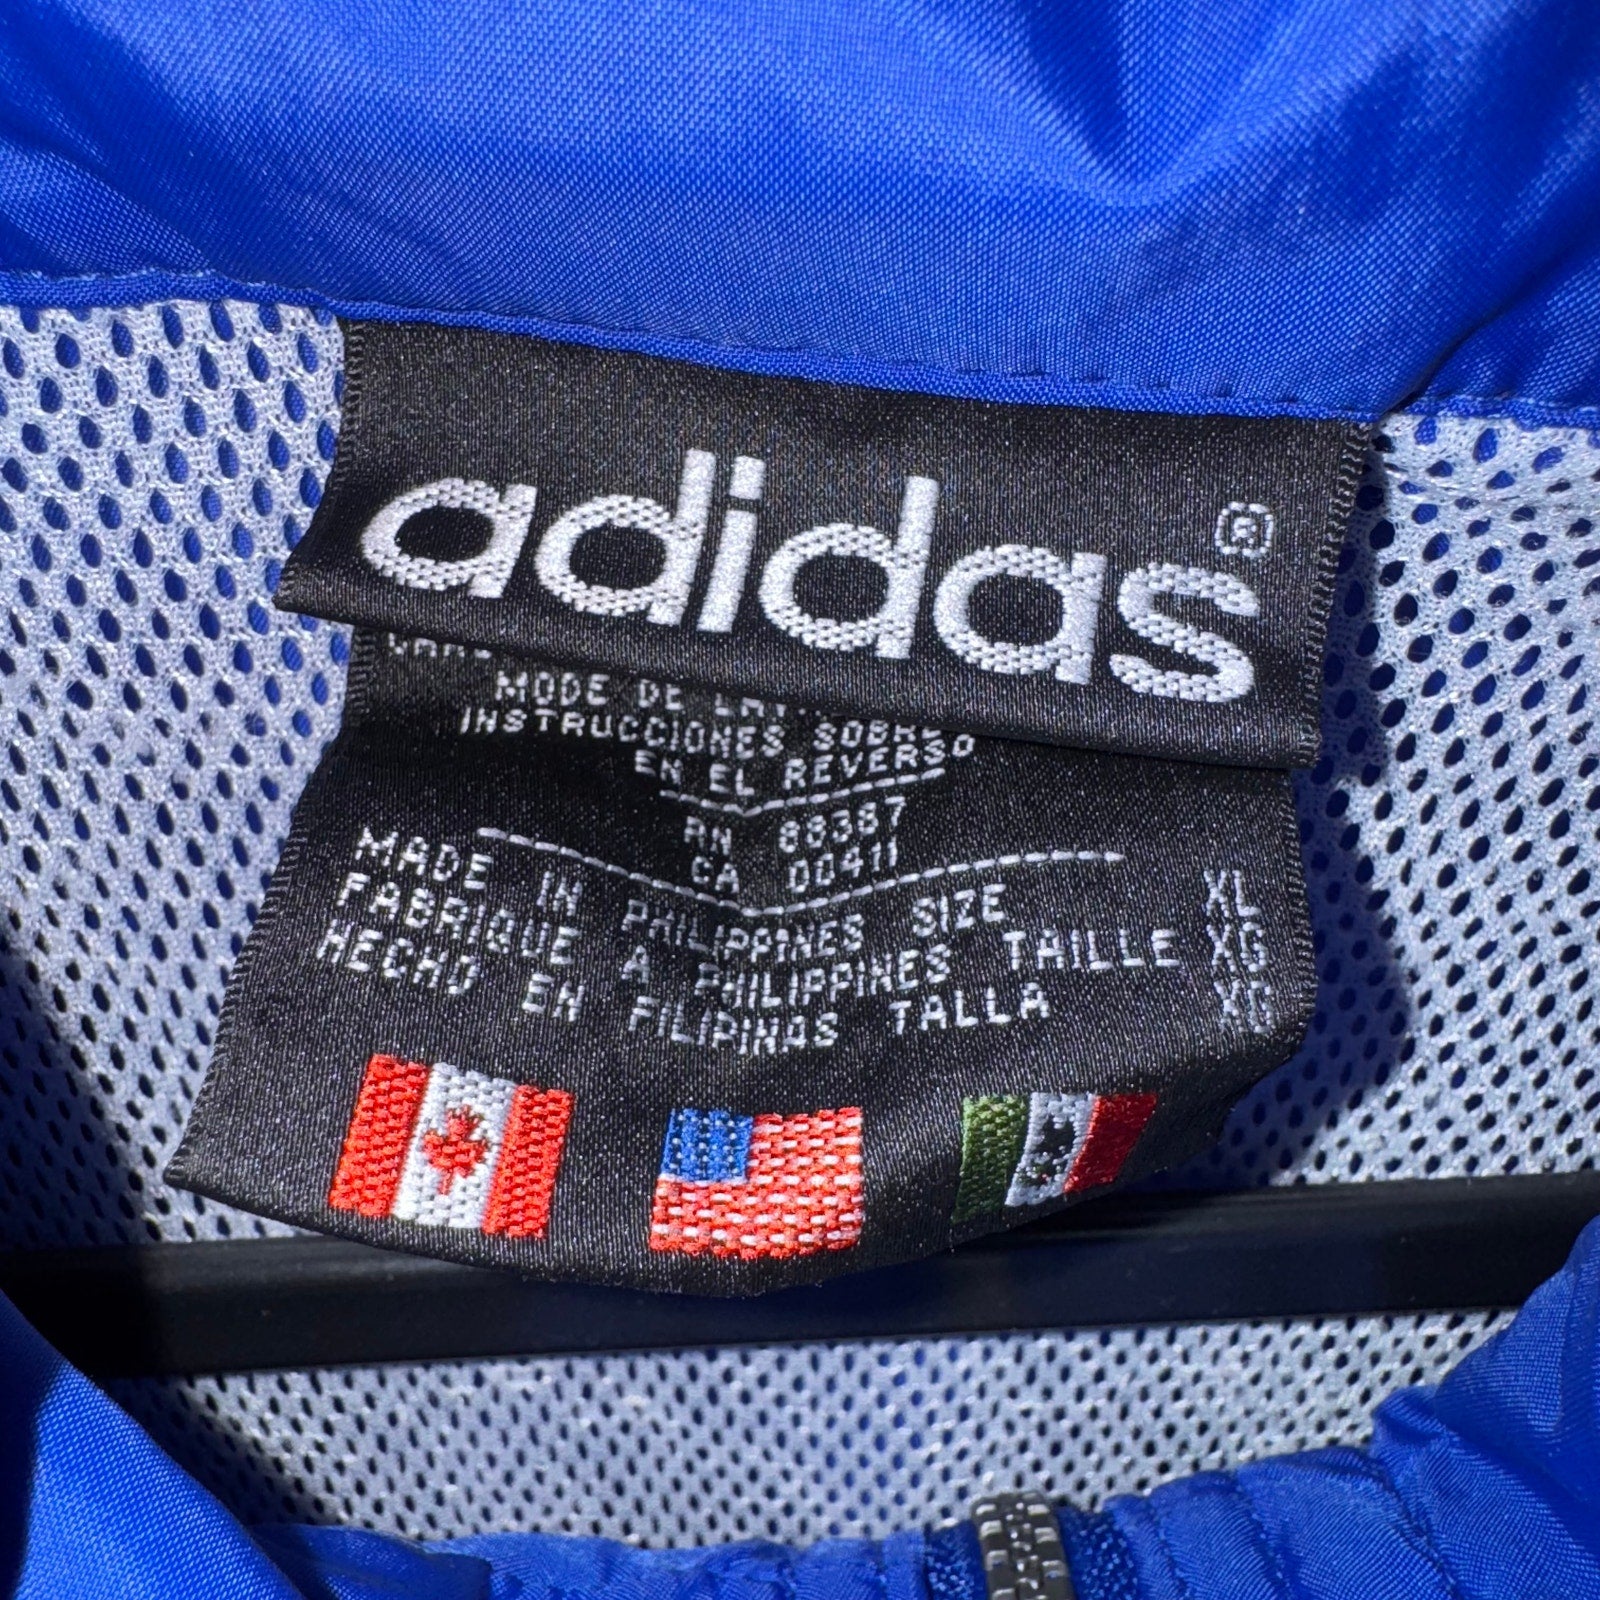 adidas ®
MODE DE
INSTRUCCIONES SOBRE
EN EL REVERSO
RN 88387
CA 00411
MADE IN PHILIPPINES SIZE XL
FABRIQUE A PHILIPPINES TAILLE XG
HECHO EN FILIPINAS TALLA XG